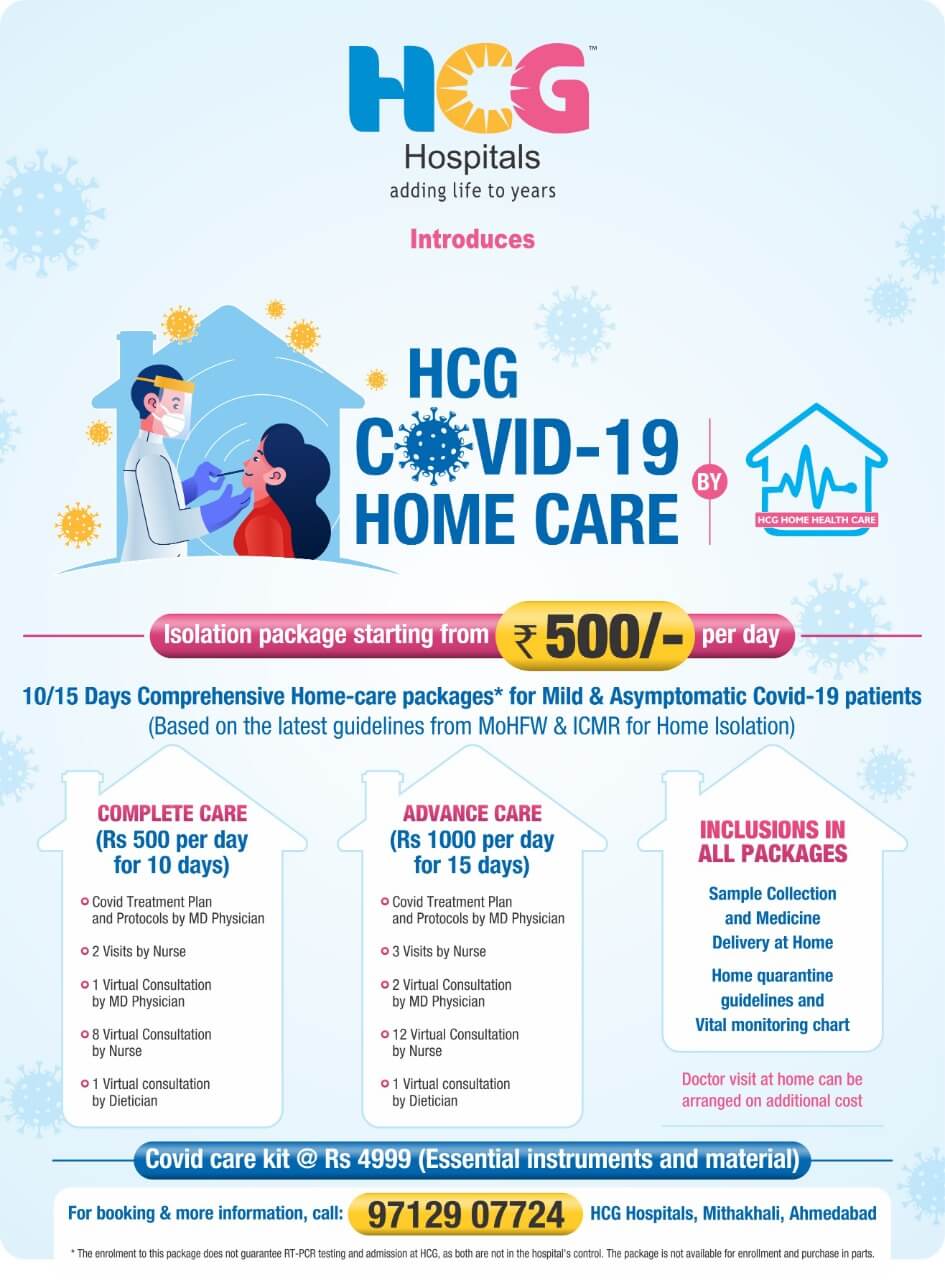 HCG™
Hospitals
adding life to years
Introduces
HCG
COVID-19
HOME CARE
BY
HCG HOME HEALTH CARE
Isolation package starting from ₹ 500/- per day
10/15 Days Comprehensive Home-care packages* for Mild & Asymptomatic Covid-19 patients
(Based on the latest guidelines from MoHFW & ICMR for Home Isolation)
COMPLETE CARE
(Rs 500 per day
for 10 days)
Covid Treatment Plan
and Protocols by MD Physician
2 Visits by Nurse
1 Virtual Consultation
by MD Physician
8 Virtual Consultation
by Nurse
1 Virtual consultation
by Dietician
ADVANCE CARE
(Rs 1000 per day
for 15 days)
Covid Treatment Plan
and Protocols by MD Physician
3 Visits by Nurse
2 Virtual Consultation
by MD Physician
12 Virtual Consultation
by Nurse
1 Virtual consultation
by Dietician
INCLUSIONS IN
ALL PACKAGES
Sample Collection
and Medicine
Delivery at Home
Home quarantine
guidelines and
Vital monitoring chart
Doctor visit at home can be
arranged on additional cost
Covid care kit @ Rs 4999 (Essential instruments and material)
For booking & more information, call: 97129 07724 HCG Hospitals, Mithakhali, Ahmedabad
* The enrolment to this package does not guarantee RT-PCR testing and admission at HCG, as both are not in the hospital's control. The package is not available for enrollment and purchase in parts.